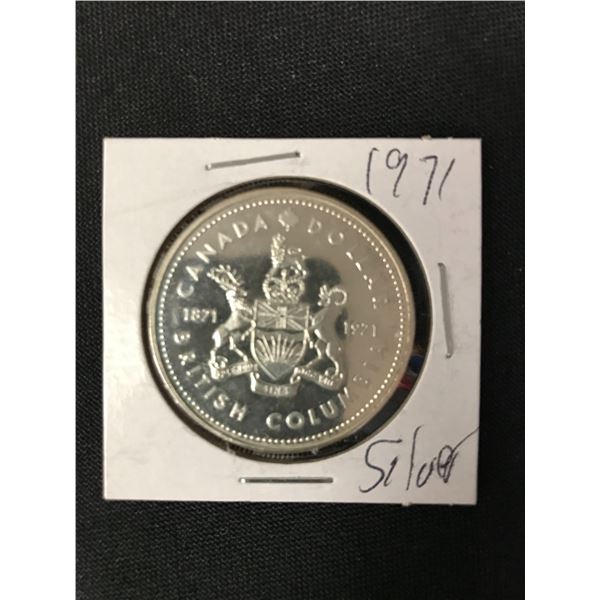 1971
CANADA DOLLAR
1871 1971
BRITISH COLUMBIA
Silver